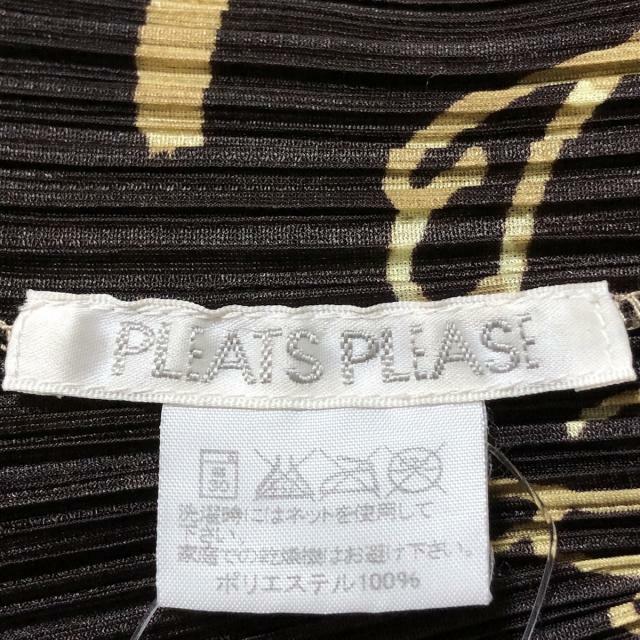 PLEATS PLEASE
洗濯時にはネットを使用して
下さい。
家庭での乾燥機はお避け下さい。
ポリエステル100%